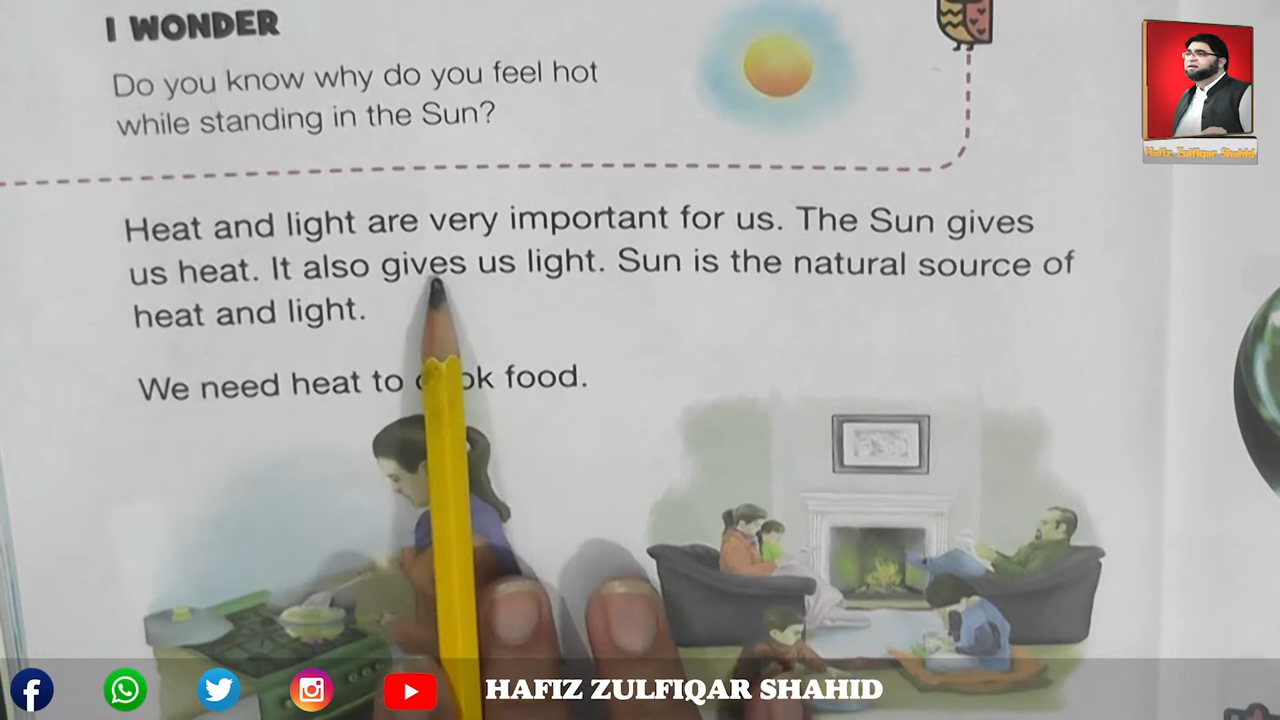 I WONDER
Do you know why do you feel hot
while standing in the Sun?
Hafiz Zulfiqar Shahid
Heat and light are very important for us. The Sun gives
us heat. It also gives us light. Sun is the natural source of
heat and light.
We need heat to cook food.
HAFIZ ZULFIQAR SHAHID